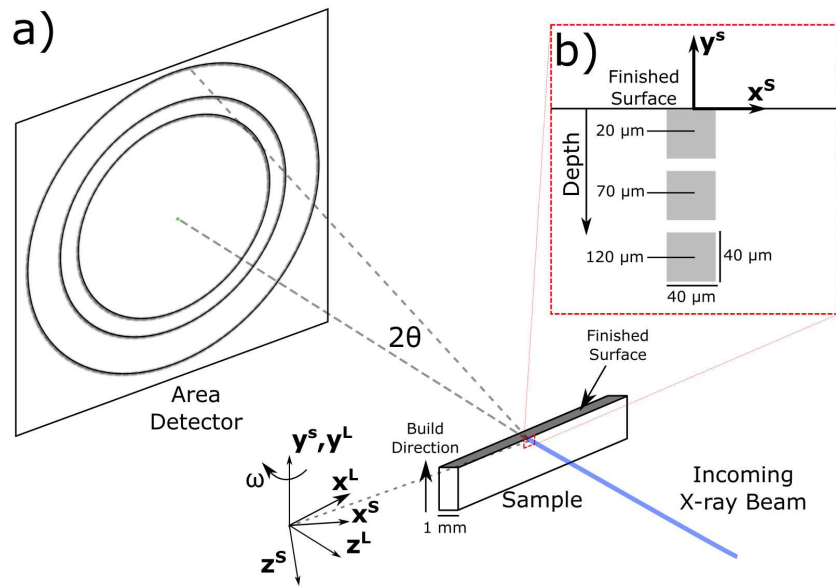 a)
b)
y^s
Finished
Surface
x^S
20 μm
Depth
70 μm
120 μm
40 μm
40 μm
2θ
Area
Detector
Finished
Surface
Build
Direction
y^s,y^L
ω
x^L
x^S
z^L
z^S
1 mm
Sample
Incoming
X-ray Beam